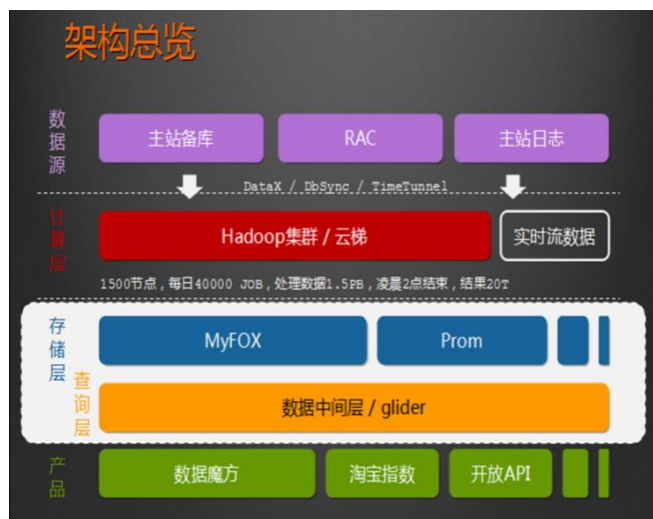 架构总览
数据源
主站备库
RAC
主站日志
DataX / DbSync / TimeTunnel
计算层
Hadoop集群 / 云梯
实时流数据
1500节点，每日40000 JOB，处理数据1.5PB，凌晨2点结束，结果20T
存储层
MyFOX
Prom
查询层
数据中间层 / glider
产品
数据魔方
淘宝指数
开放API